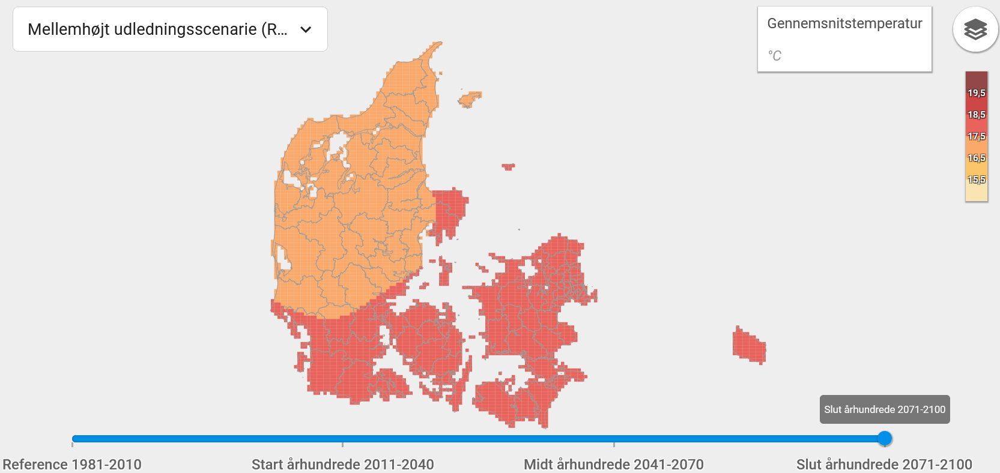 Mellemhøjt udledningsscenarie (R...
Gennemsnitstemperatur
°C
19,5
18,5
17,5
16,5
15,5
Slut århundrede 2071-2100
Reference 1981-2010
Start århundrede 2011-2040
Midt århundrede 2041-2070
Slut århundrede 2071-2100